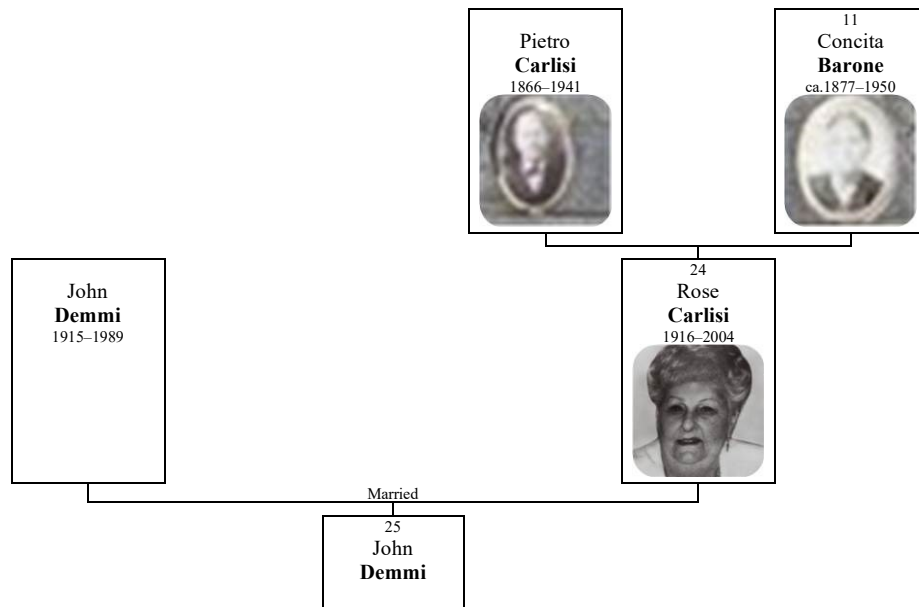 Pietro
Carlisi
1866–1941
11
Concita
Barone
ca.1877–1950
John
Demmi
1915–1989
24
Rose
Carlisi
1916–2004
Married
25
John
Demmi